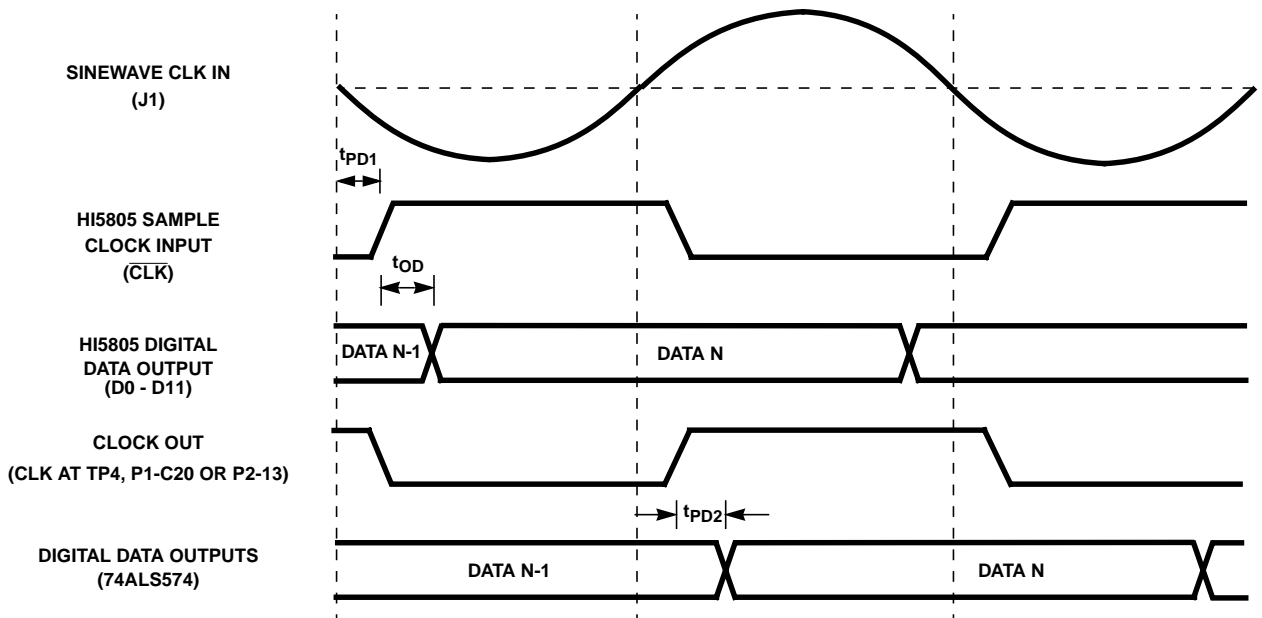 SINEWAVE CLK IN
(J1)
tPD1
HI5805 SAMPLE
CLOCK INPUT
(CLK)
tOD
HI5805 DIGITAL
DATA OUTPUT
(D0 - D11)
DATA N-1
DATA N
CLOCK OUT
(CLK AT TP4, P1-C20 OR P2-13)
tPD2
DIGITAL DATA OUTPUTS
(74ALS574)
DATA N-1
DATA N